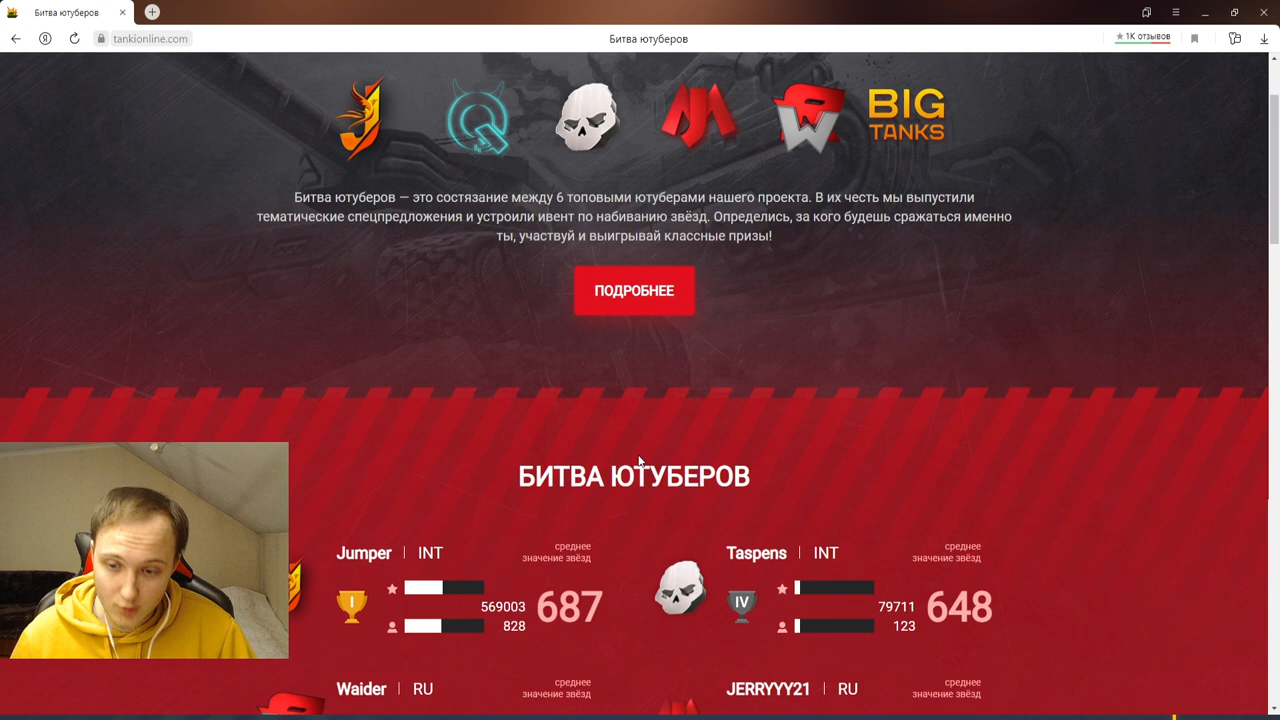 Битва ютуберов
tankionline.com
Битва ютуберов
★ 1К отзывов
BIG
TANKS
Битва ютуберов — это состязание между 6 топовыми ютуберами нашего проекта. В их честь мы выпустили
тематические спецпредложения и устроили ивент по набиванию звёзд. Определись, за кого будешь сражаться именно
ты, участвуй и выигрывай классные призы!
ПОДРОБНЕЕ
БИТВА ЮТУБЕРОВ
Jumper | INT
среднее
значение звёзд
I
569003
828
687
Taspens | INT
среднее
значение звёзд
IV
79711
123
648
Waider | RU
среднее
значение звёзд
JERRYYY21 | RU
среднее
значение звёзд